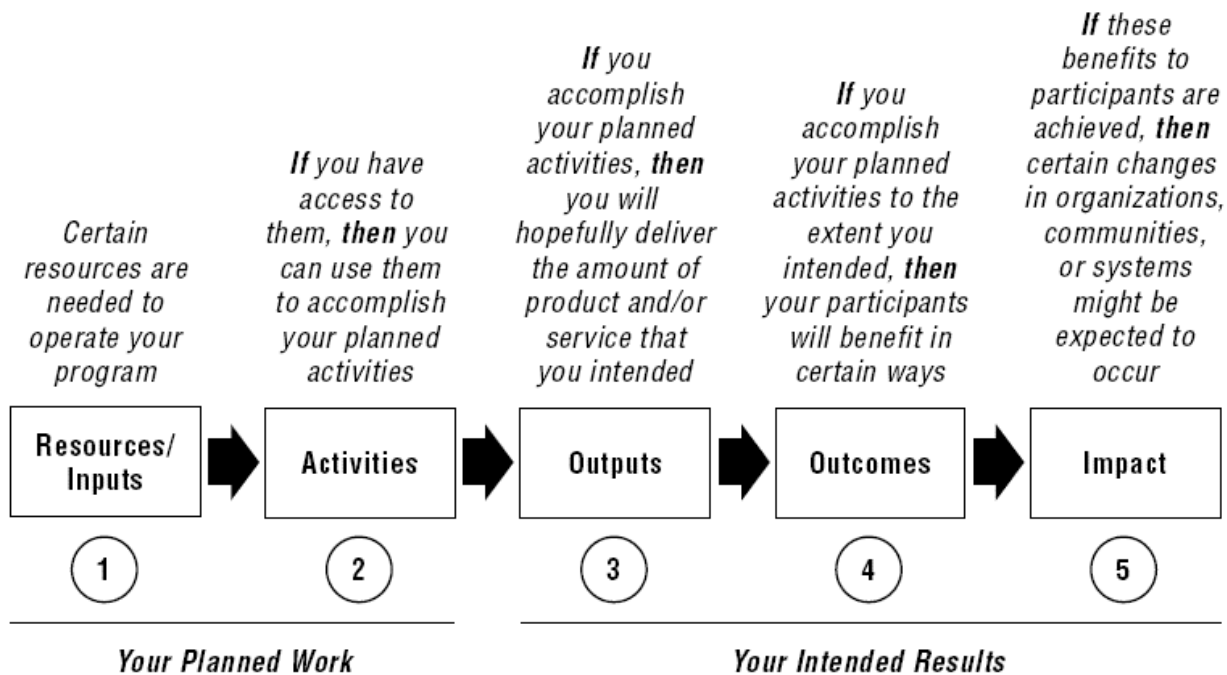 Certain
resources are
needed to
operate your
program
If you have
access to
them, then you
can use them
to accomplish
your planned
activities
If you
accomplish
your planned
activities, then
you will
hopefully deliver
the amount of
product and/or
service that
you intended
If you
accomplish
your planned
activities to the
extent you
intended, then
your participants
will benefit in
certain ways
If these
benefits to
participants are
achieved, then
certain changes
in organizations,
communities,
or systems
might be
expected to
occur
Resources/
Inputs
Activities
Outputs
Outcomes
Impact
1
2
3
4
5
Your Planned Work
Your Intended Results